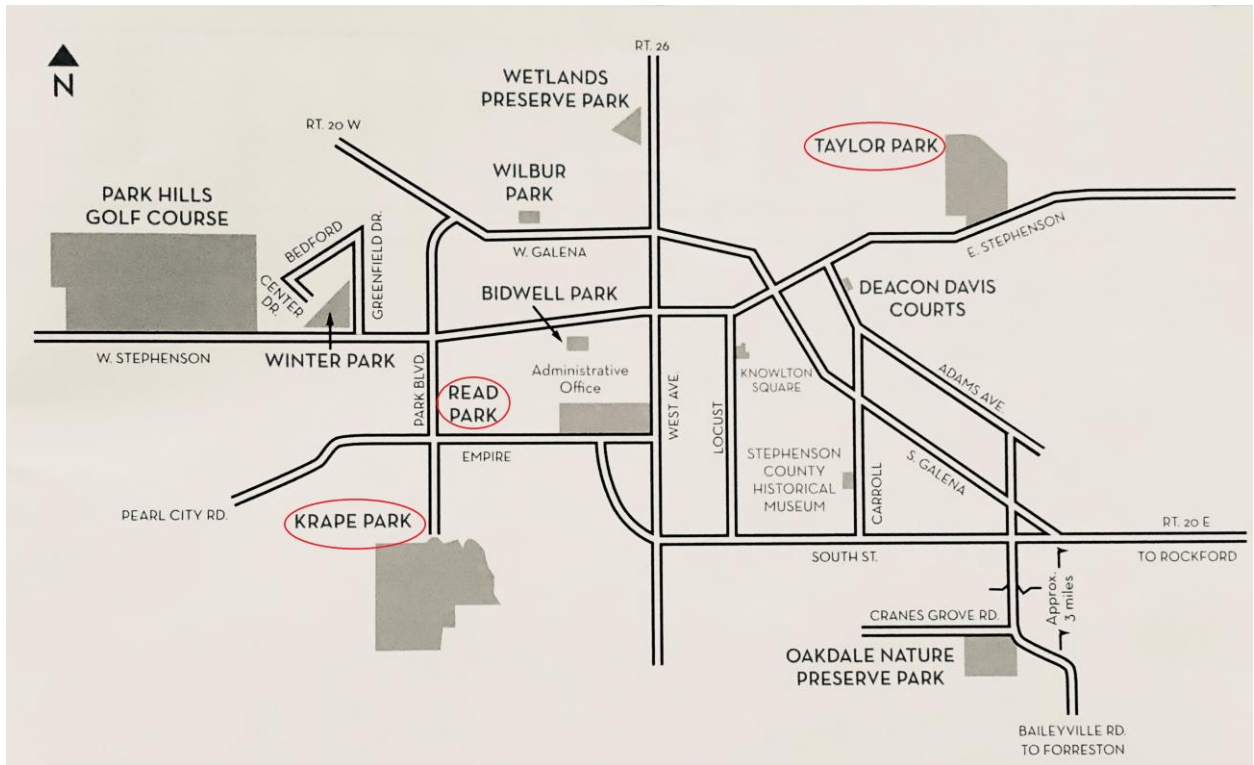 N
RT. 26
WETLANDS
PRESERVE PARK
RT. 20 W
TAYLOR PARK
WILBUR
PARK
PARK HILLS
GOLF COURSE
BEDFORD
GREENFIELD DR.
CENTER
DR.
W. GALENA
E. STEPHENSON
BIDWELL PARK
DEACON DAVIS
COURTS
W. STEPHENSON
WINTER PARK
PARK BLVD.
READ
PARK
Administrative
Office
WEST AVE.
LOCUST
KNOWLTON
SQUARE
ADAMS AVE.
EMPIRE
STEPHENSON
COUNTY
HISTORICAL
MUSEUM
CARROLL
S. GALENA
PEARL CITY RD.
KRAPE PARK
RT. 20 E
SOUTH ST.
TO ROCKFORD
Approx.
3 miles
CRANES GROVE RD.
OAKDALE NATURE
PRESERVE PARK
BAILEYVILLE RD.
TO FORRESTON